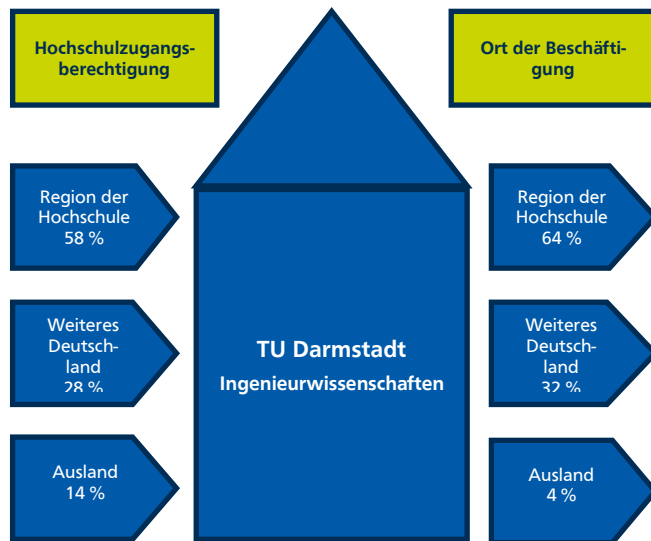 Hochschulzugangs-
berechtigung
Ort der Beschäfti-
gung
Region der
Hochschule
58 %
Region der
Hochschule
64 %
Weiteres
Deutsch-
land
28 %
TU Darmstadt
Ingenieurwissenschaften
Weiteres
Deutsch-
land
32 %
Ausland
14 %
Ausland
4 %